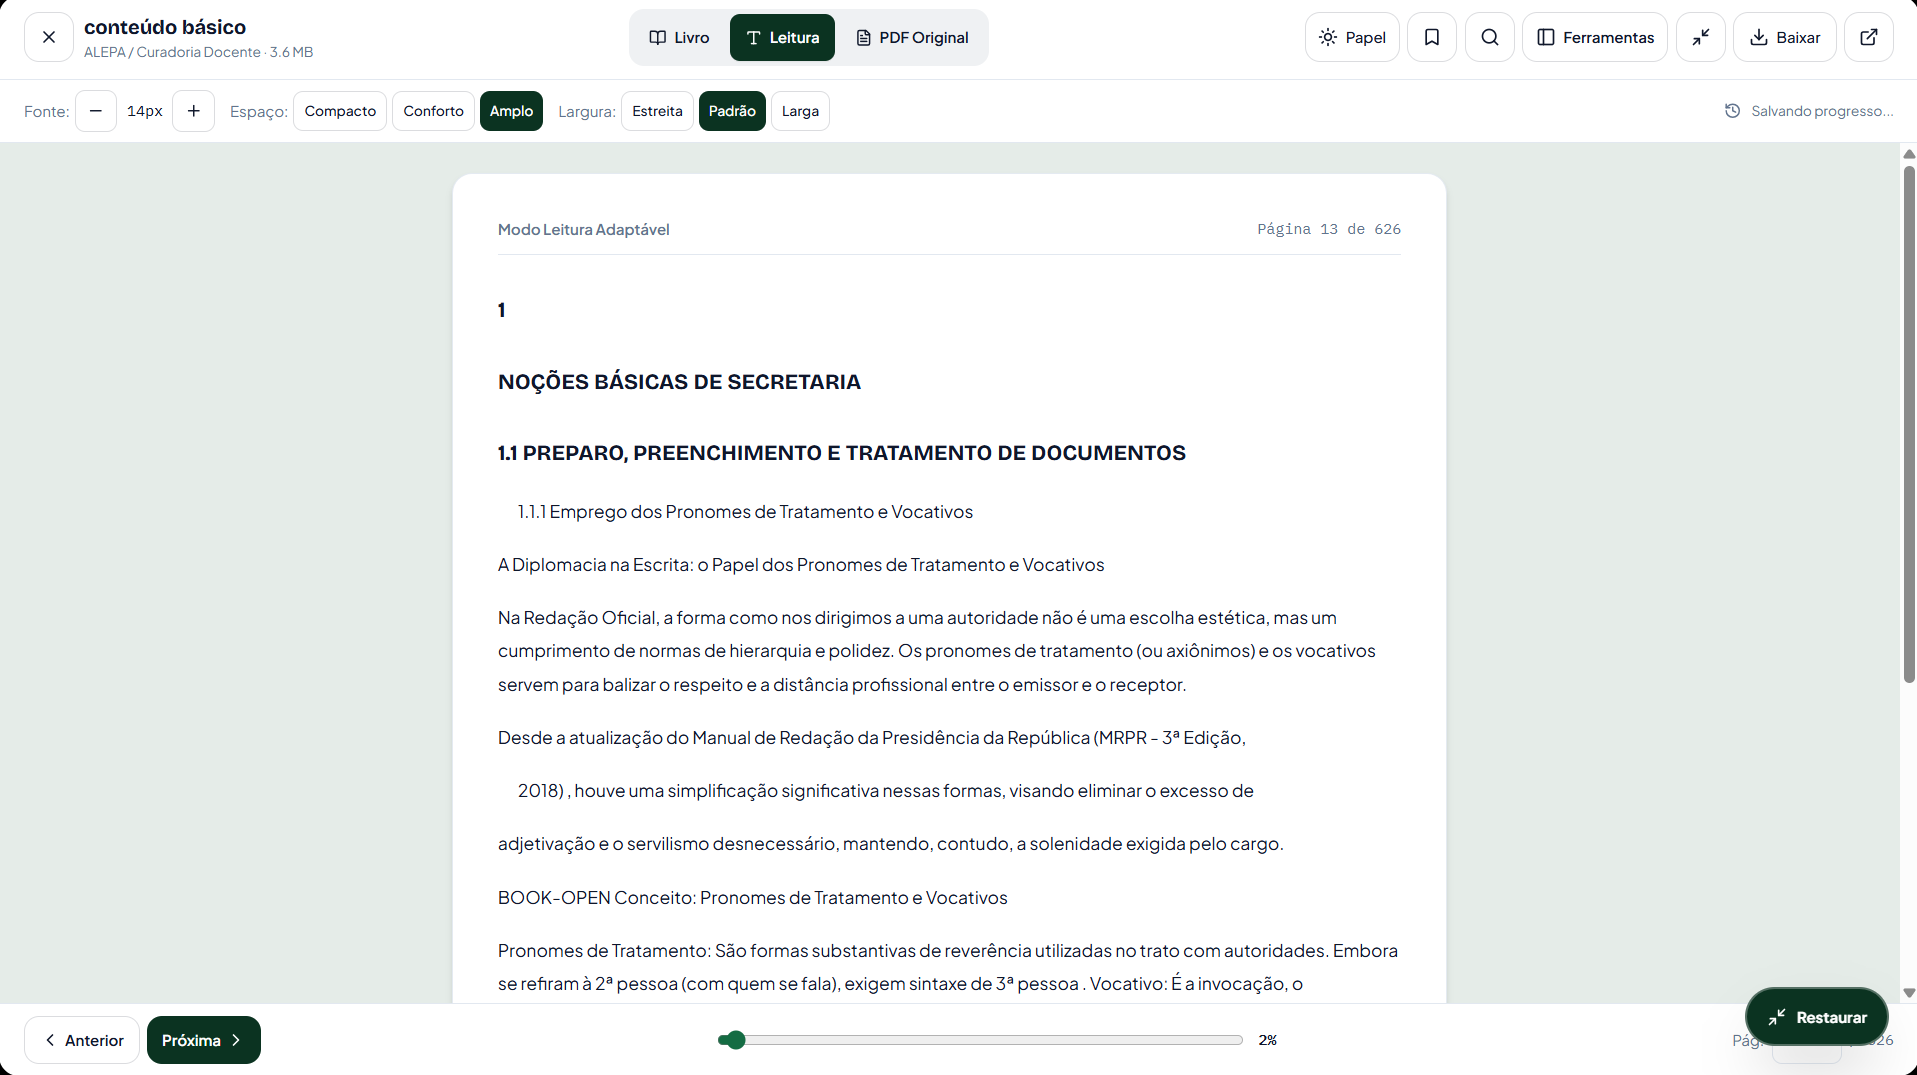 conteúdo básico
ALEPA / Curadoria Docente · 3.6 MB
Livro
Leitura
PDF Original
Papel
Ferramentas
Baixar
Fonte:
14px
Espaço:
Compacto
Conforto
Amplo
Largura:
Estreita
Padrão
Larga
Salvando progresso...
Modo Leitura Adaptável
Página 13 de 626
1
NOÇÕES BÁSICAS DE SECRETARIA
1.1 PREPARO, PREENCHIMENTO E TRATAMENTO DE DOCUMENTOS
1.1.1 Emprego dos Pronomes de Tratamento e Vocativos
A Diplomacia na Escrita: o Papel dos Pronomes de Tratamento e Vocativos
Na Redação Oficial, a forma como nos dirigimos a uma autoridade não é uma escolha estética, mas um
cumprimento de normas de hierarquia e polidez. Os pronomes de tratamento (ou axiônimos) e os vocativos
servem para balizar o respeito e a distância profissional entre o emissor e o receptor.
Desde a atualização do Manual de Redação da Presidência da República (MRPR - 3ª Edição,
2018) , houve uma simplificação significativa nessas formas, visando eliminar o excesso de
adjetivação e o servilismo desnecessário, mantendo, contudo, a solenidade exigida pelo cargo.
BOOK-OPEN Conceito: Pronomes de Tratamento e Vocativos
Pronomes de Tratamento: São formas substantivas de reverência utilizadas no trato com autoridades. Embora
se refiram à 2ª pessoa (com quem se fala), exigem sintaxe de 3ª pessoa . Vocativo: É a invocação, o
Anterior
Próxima
2%
Restaurar